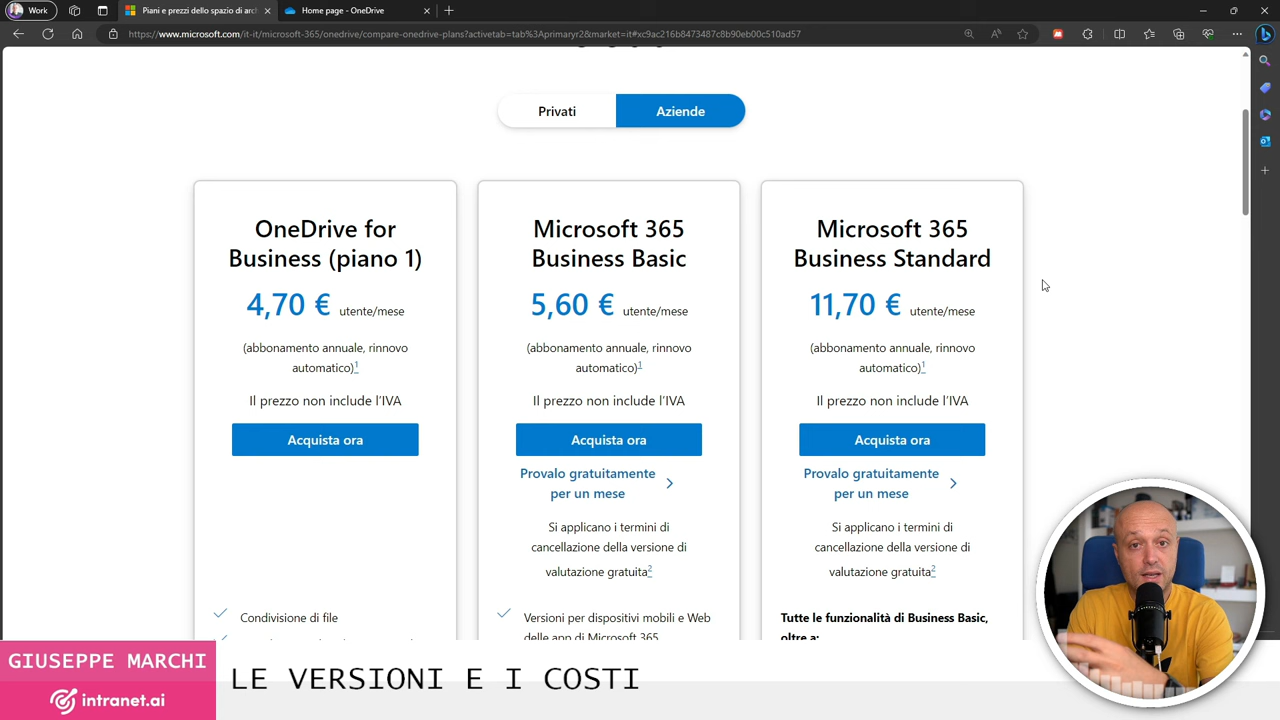 Work
Piani e prezzi dello spazio di arc
Home page - OneDrive
https://www.microsoft.com/it-it/microsoft-365/onedrive/compare-onedrive-plans?activetab=tab%3Aprimaryr2&market=it#xc9ac216b8473487c8b90eb00c510ad57
Privati
Aziende
OneDrive for
Business (piano 1)
4,70 € utente/mese
(abbonamento annuale, rinnovo
automatico)1
Il prezzo non include l'IVA
Acquista ora
Condivisione di file
Microsoft 365
Business Basic
5,60 € utente/mese
(abbonamento annuale, rinnovo
automatico)1
Il prezzo non include l'IVA
Acquista ora
Provalo gratuitamente
per un mese
Si applicano i termini di
cancellazione della versione di
valutazione gratuita2
Versioni per dispositivi mobili e Web
delle app di Microsoft 365
Microsoft 365
Business Standard
11,70 € utente/mese
(abbonamento annuale, rinnovo
automatico)1
Il prezzo non include l'IVA
Acquista ora
Provalo gratuitamente
per un mese
Si applicano i termini di
cancellazione della versione di
valutazione gratuita2
Tutte le funzionalità di Business Basic,
oltre a:
GIUSEPPE MARCHI
intranet.ai
LE VERSIONI E I COSTI